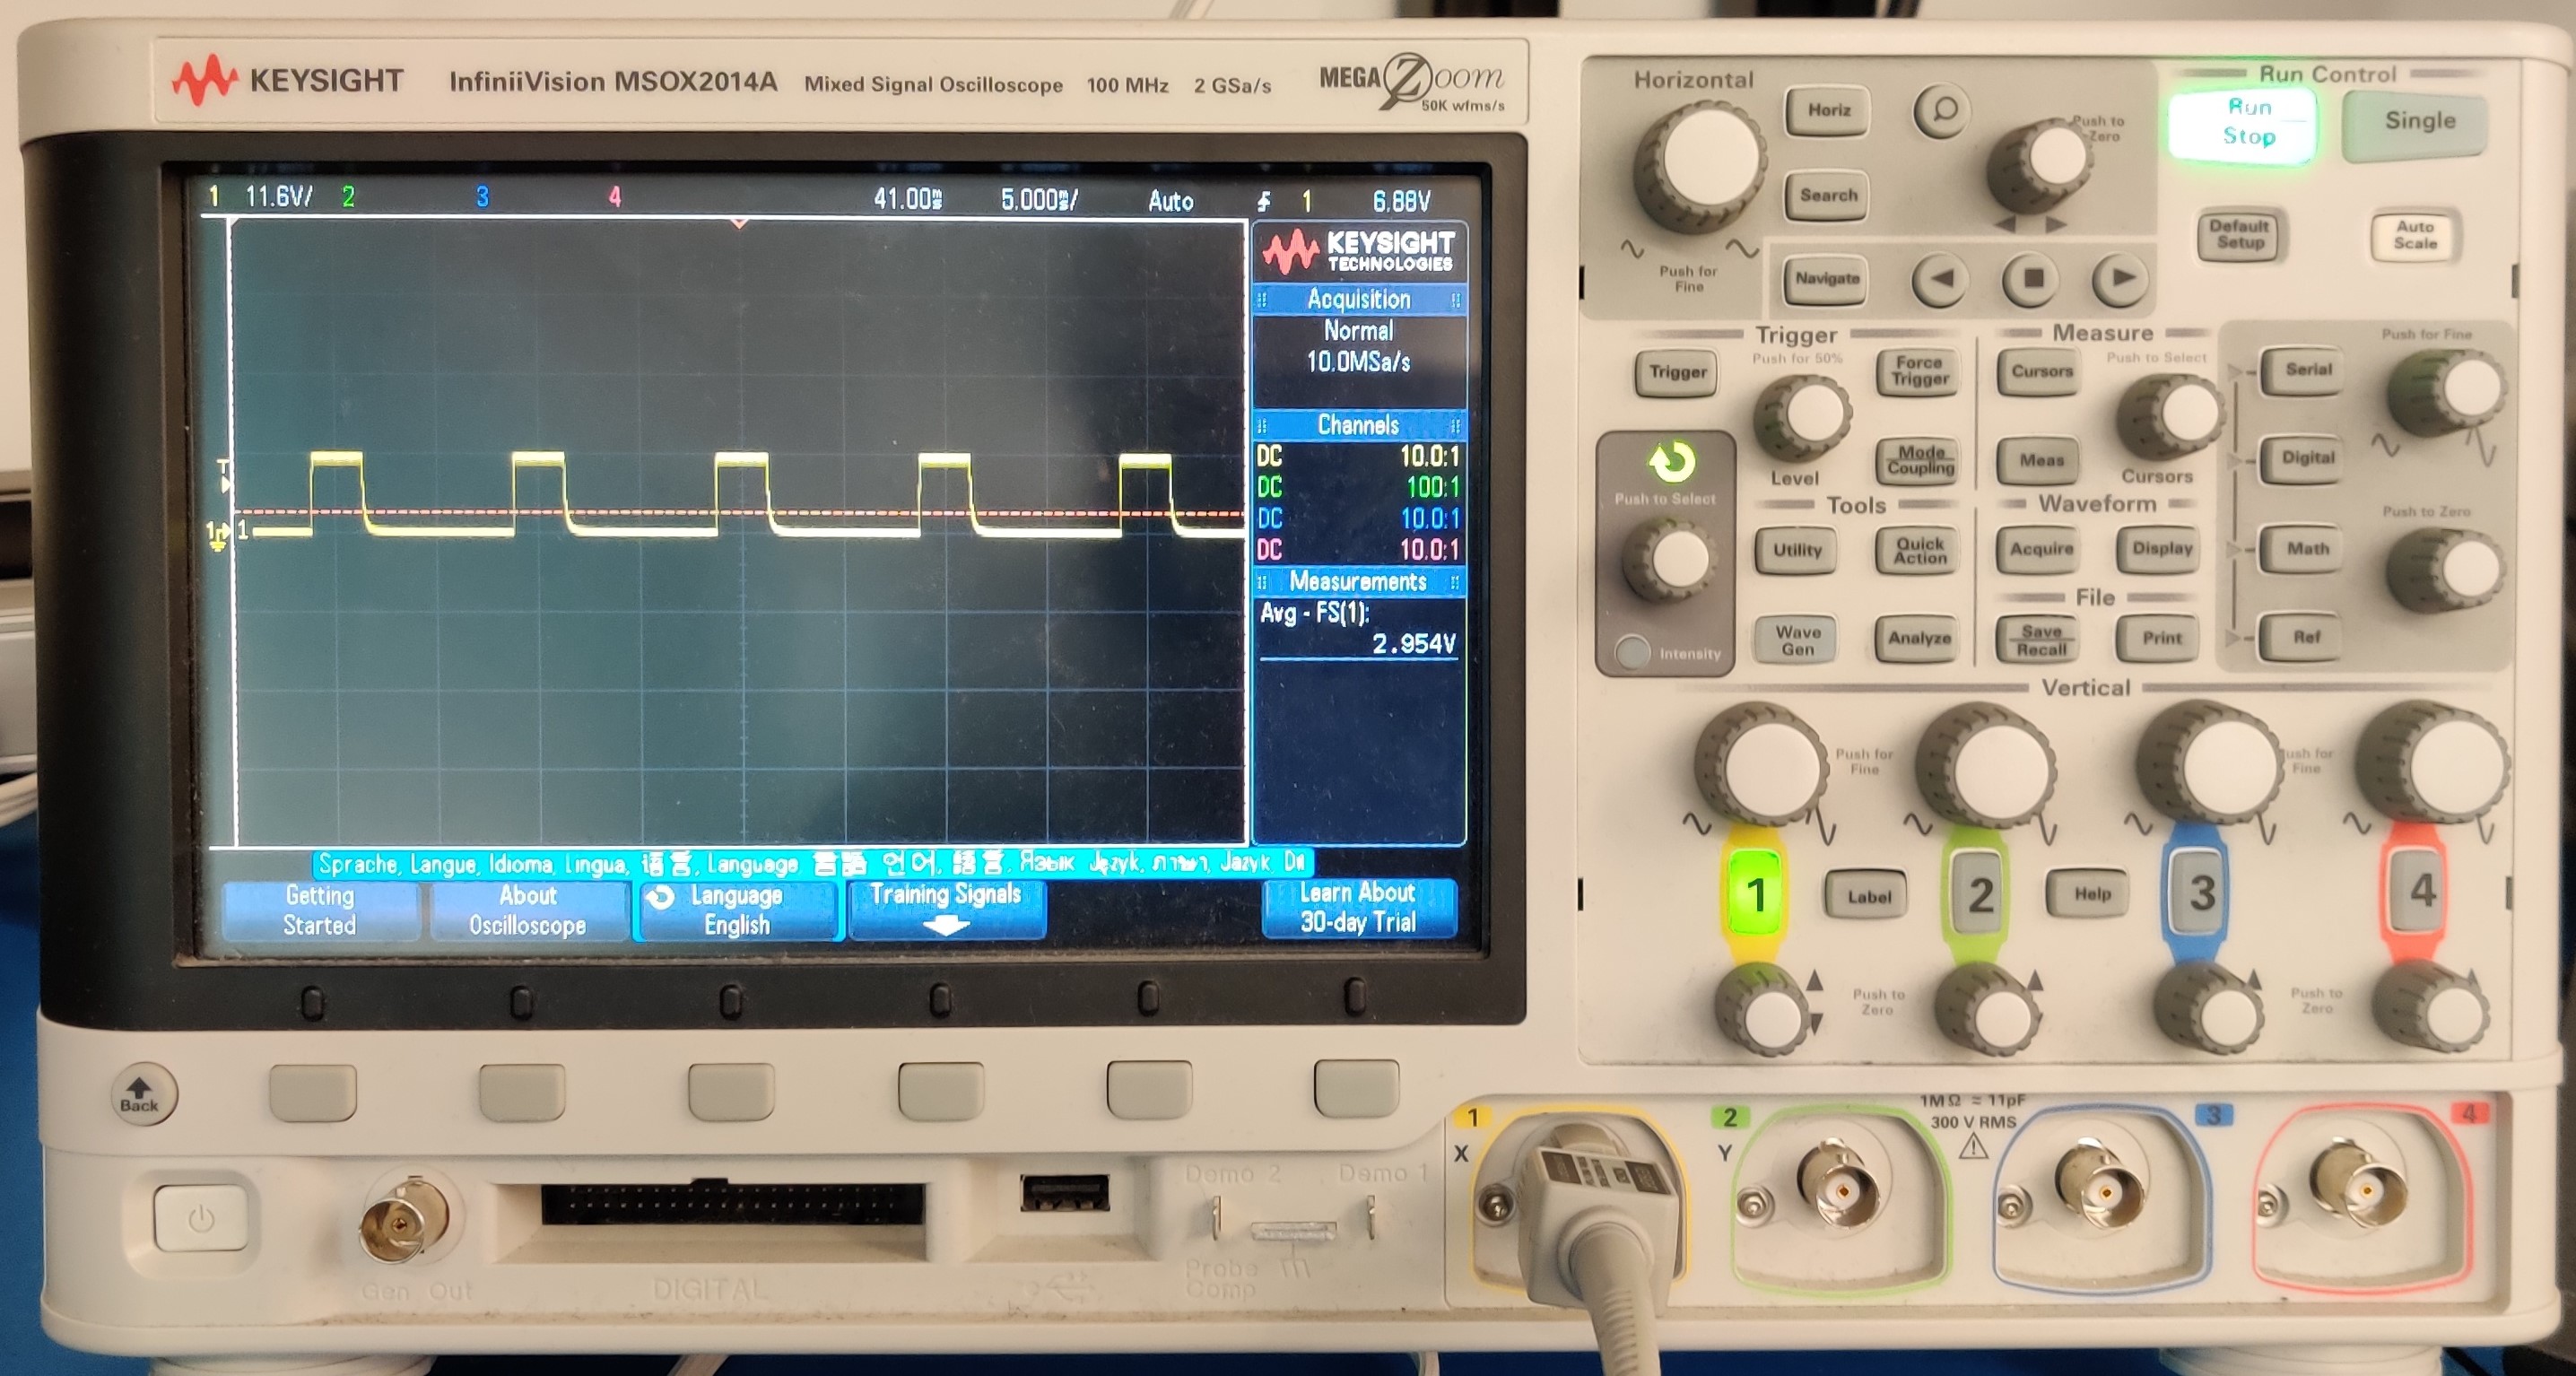 KEYSIGHT InfiniiVision MSOX2014A Mixed Signal Oscilloscope 100 MHz 2 GSa/s MEGA Zoom
50K wfms/s
1 11.6V/ 2 3 4 41.00ms 5.000ms/ Auto 1 6.88V
KEYSIGHT
TECHNOLOGIES
Acquisition
Normal
10.0MSa/s
Channels
DC 10.0:1
DC 100:1
DC 10.0:1
DC 10.0:1
Measurements
Avg - FS(1):
2.954V
T
1
1
Sprache, Langue, Idioma, Lingua, 语言, Language 言語 언어, 語言, Язык Język, ภาษา, Jazyk, Di
Getting
Started
About
Oscilloscope
Language
English
Training Signals
Learn About
30-day Trial
Back
Horizontal
Horiz
Push to
Zero
Search
Push for
Fine
Navigate
Run Control
Run
Stop
Single
Default
Setup
Auto
Scale
Trigger
Push for 50%
Trigger
Force
Trigger
Level
Mode
Coupling
Measure
Push to Select
Cursors
Meas
Cursors
Push for Fine
Serial
Digital
Push to Zero
Math
Ref
Push to Select
Intensity
Tools
Utility
Quick
Action
Wave
Gen
Analyze
Waveform
Acquire
Display
File
Save
Recall
Print
Vertical
Push for
Fine
Push for
Fine
1 Label 2 Help 3 4
Push to
Zero
Push to
Zero
1
X
2
Y
1MΩ ≈ 11pF
300 V RMS
3
4
Gen Out
DIGITAL
Demo 2
Demo 1
Probe
Comp